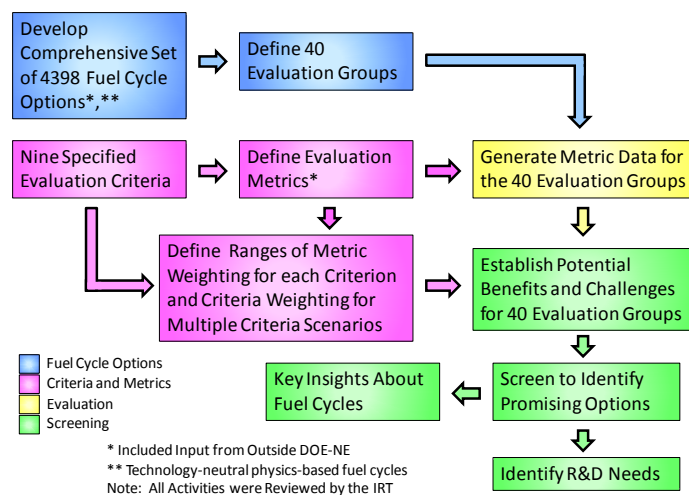 Develop
Comprehensive Set
of 4398 Fuel Cycle
Options*,**
Define 40
Evaluation Groups
Nine Specified
Evaluation Criteria
Define Evaluation
Metrics*
Generate Metric Data for
the 40 Evaluation Groups
Define Ranges of Metric
Weighting for each Criterion
and Criteria Weighting for
Multiple Criteria Scenarios
Establish Potential
Benefits and Challenges
for 40 Evaluation Groups
Key Insights About
Fuel Cycles
Screen to Identify
Promising Options
Identify R&D Needs
Fuel Cycle Options
Criteria and Metrics
Evaluation
Screening
* Included Input from Outside DOE-NE
** Technology-neutral physics-based fuel cycles
Note: All Activities were Reviewed by the IRT